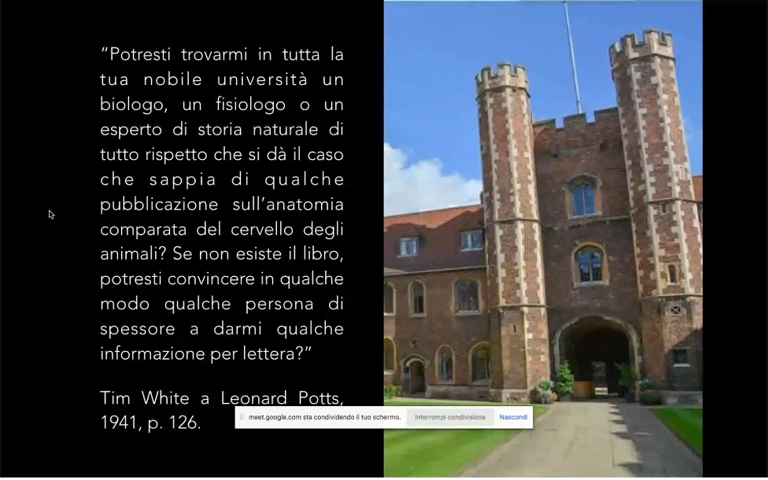 “Potresti trovarmi in tutta la
tua nobile università un
biologo, un fisiologo o un
esperto di storia naturale di
tutto rispetto che si dà il caso
che sappia di qualche
pubblicazione sull’anatomia
comparata del cervello degli
animali? Se non esiste il libro,
potresti convincere in qualche
modo qualche persona di
spessore a darmi qualche
informazione per lettera?”
Tim White a Leonard Potts,
1941, p. 126.
meet.google.com sta condividendo il tuo schermo. Interrompi condivisione Nascondi